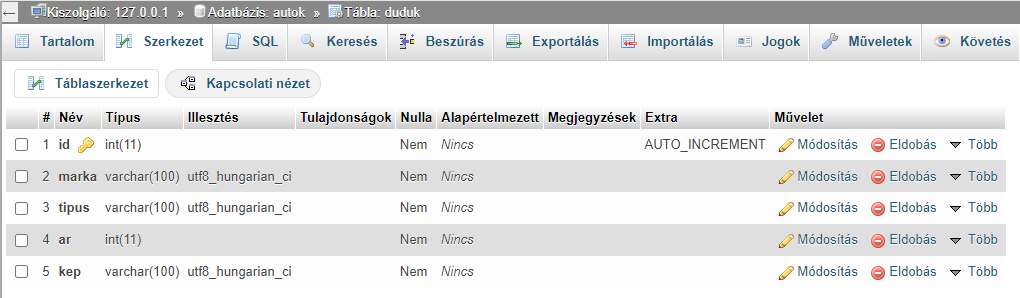 Kiszolgáló: 127.0.0.1 » Adatbázis: autok » Tábla: duduk
Tartalom Szerkezet SQL Keresés Beszúrás Exportálás Importálás Jogok Műveletek Követés
Táblaszerkezet Kapcsolati nézet
# Név Típus Illesztés Tulajdonságok Nulla Alapértelmezett Megjegyzések Extra Művelet
1 id int(11) Nem Nincs AUTO_INCREMENT Módosítás Eldobás Több
2 marka varchar(100) utf8_hungarian_ci Nem Nincs Módosítás Eldobás Több
3 tipus varchar(100) utf8_hungarian_ci Nem Nincs Módosítás Eldobás Több
4 ar int(11) Nem Nincs Módosítás Eldobás Több
5 kep varchar(100) utf8_hungarian_ci Nem Nincs Módosítás Eldobás Több